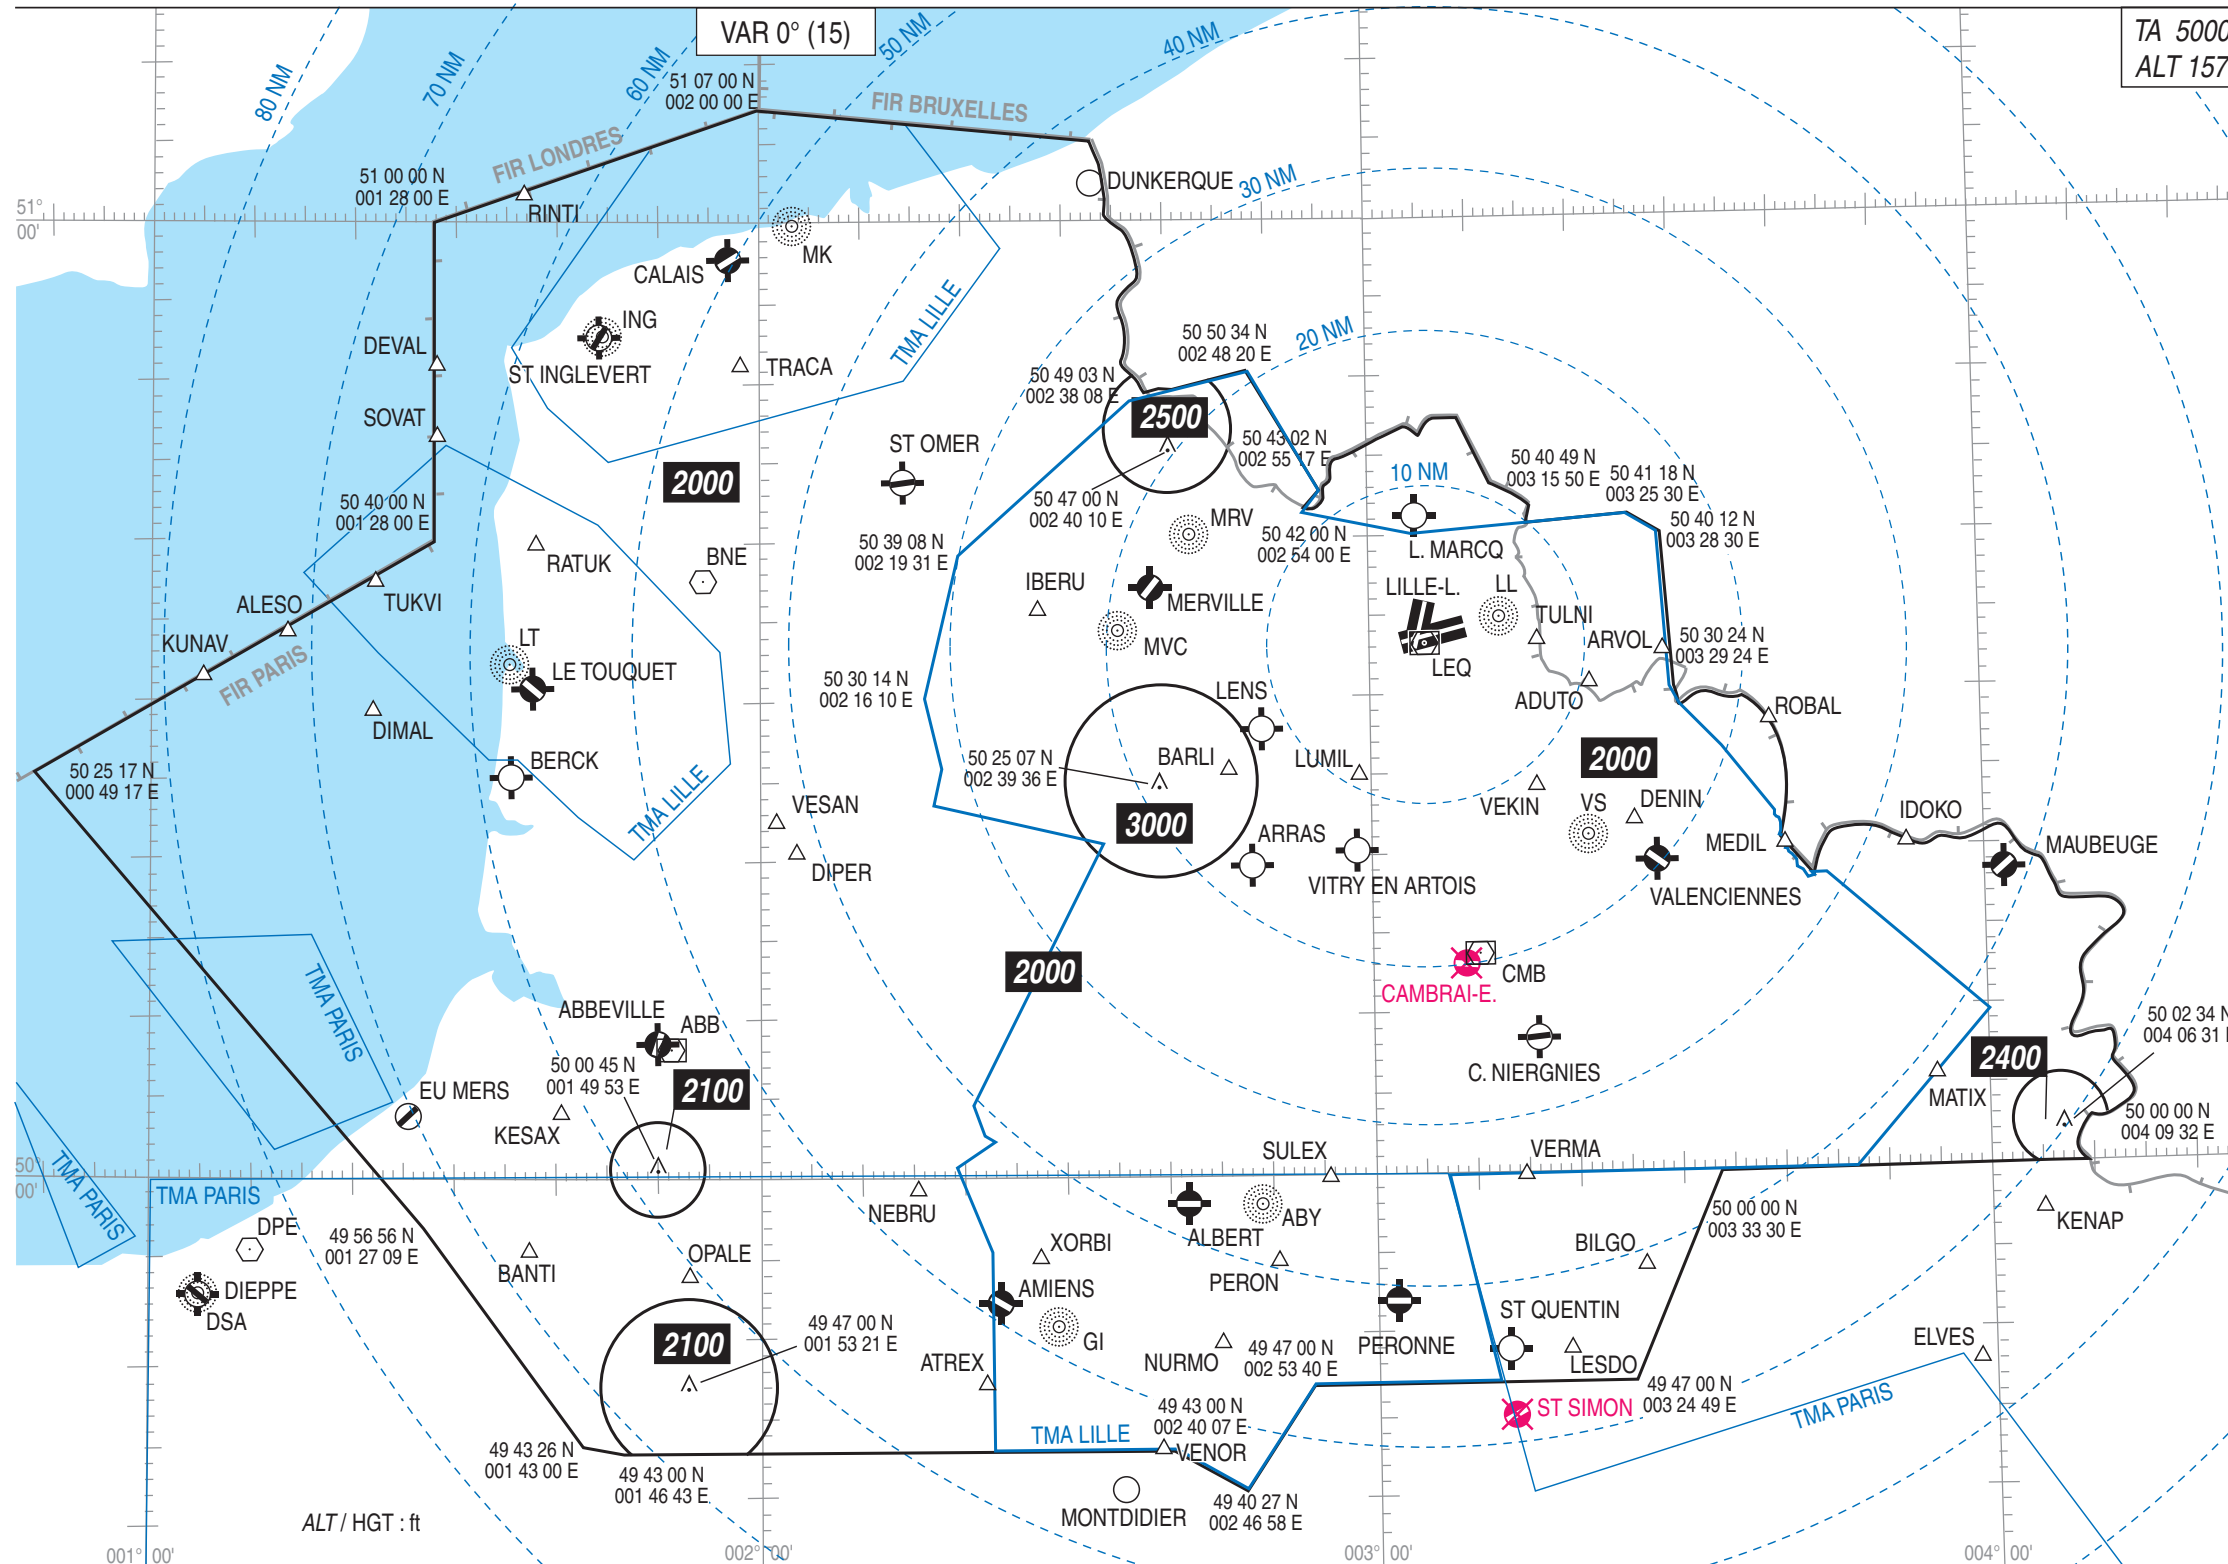 VAR 0° (15)
TA 5000
ALT 157
80 NM
70 NM
60 NM
50 NM
40 NM
51 07 00 N
002 00 00 E
FIR BRUXELLES
FIR LONDRES
51 00 00 N
001 28 00 E
RINTI
DUNKERQUE
30 NM
51°
00'
MK
CALAIS
ING
ST INGLEVERT
TRACA
TMA LILLE
DEVAL
SOVAT
50 50 34 N
002 48 20 E
20 NM
50 49 03 N
002 38 08 E
2500
ST OMER
2000
50 43 02 N
002 55 17 E
10 NM
50 40 49 N
003 15 50 E
50 41 18 N
003 25 30 E
50 40 00 N
001 28 00 E
50 47 00 N
002 40 10 E
MRV
50 40 12 N
003 28 30 E
50 39 08 N
002 19 31 E
50 42 00 N
002 54 00 E
L. MARCQ
RATUK
BNE
IBERU
MERVILLE
LILLE-L.
LL
TUKVI
ALESO
KUNAV
FIR PARIS
LT
LE TOUQUET
MVC
LEQ
TULNI
ARVOL
50 30 24 N
003 29 24 E
DIMAL
50 30 14 N
002 16 10 E
LENS
ADUTO
ROBAL
50 25 17 N
000 49 17 E
BERCK
50 25 07 N
002 39 36 E
BARLI
LUMIL
2000
VEKIN
VS
DENIN
IDOKO
VESAN
TMA LILLE
DIPER
3000
ARRAS
VITRY EN ARTOIS
MEDIL
MAUBEUGE
VALENCIENNES
TMA PARIS
2000
CMB
CAMBRAI-E.
ABBEVILLE
ABB
50 00 45 N
001 49 53 E
2100
C. NIERGNIES
50 02 34 N
004 06 31 E
2400
MATIX
50 00 00 N
004 09 32 E
EU MERS
KESAX
SULEX
VERMA
50°
00'
TMA PARIS
TMA PARIS
DPE
DIEPPE
DSA
49 56 56 N
001 27 09 E
BANTI
OPALE
NEBRU
XORBI
ALBERT
ABY
PERON
BILGO
50 00 00 N
003 33 30 E
KENAP
AMIENS
GI
2100
49 47 00 N
001 53 21 E
ATREX
NURMO
49 47 00 N
002 53 40 E
PERONNE
ST QUENTIN
LESDO
ELVES
49 47 00 N
003 24 49 E
ST SIMON
TMA PARIS
TMA LILLE
49 43 00 N
002 40 07 E
VENOR
49 43 26 N
001 43 00 E
49 43 00 N
001 46 43 E
MONTDIDIER
49 40 27 N
002 46 58 E
ALT / HGT : ft
001° 00'
002° 00'
003° 00'
004° 00'